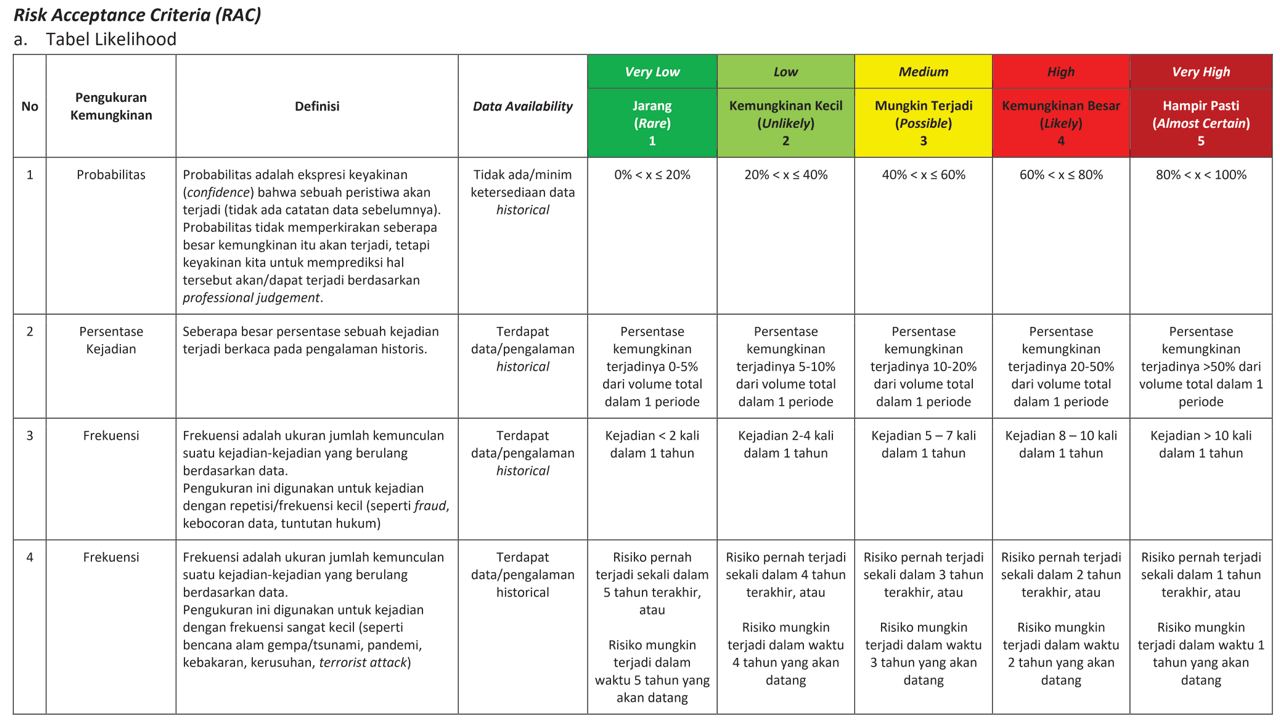 Risk Acceptance Criteria (RAC)
a. Tabel Likelihood
No
Pengukuran
Kemungkinan
Definisi
Data Availability
Very Low
Low
Medium
High
Very High
Jarang
(Rare)
1
Kemungkinan Kecil
(Unlikely)
2
Mungkin Terjadi
(Possible)
3
Kemungkinan Besar
(Likely)
4
Hampir Pasti
(Almost Certain)
5
1
Probabilitas
Probabilitas adalah ekspresi keyakinan
(confidence) bahwa sebuah peristiwa akan
terjadi (tidak ada catatan data sebelumnya).
Probabilitas tidak memperkirakan seberapa
besar kemungkinan itu akan terjadi, tetapi
keyakinan kita untuk memprediksi hal
tersebut akan/dapat terjadi berdasarkan
professional judgement.
Tidak ada/minim
ketersediaan data
historical
0% < x ≤ 20%
20% < x ≤ 40%
40% < x ≤ 60%
60% < x ≤ 80%
80% < x < 100%
2
Persentase
Kejadian
Seberapa besar persentase sebuah kejadian
terjadi berkaca pada pengalaman historis.
Terdapat
data/pengalaman
historical
Persentase
kemungkinan
terjadinya 0-5%
dari volume total
dalam 1 periode
Persentase
kemungkinan
terjadinya 5-10%
dari volume total
dalam 1 periode
Persentase
kemungkinan
terjadinya 10-20%
dari volume total
dalam 1 periode
Persentase
kemungkinan
terjadinya 20-50%
dari volume total
dalam 1 periode
Persentase
kemungkinan
terjadinya >50% dari
volume total dalam 1
periode
3
Frekuensi
Frekuensi adalah ukuran jumlah kemunculan
suatu kejadian-kejadian yang berulang
berdasarkan data.
Pengukuran ini digunakan untuk kejadian
dengan repetisi/frekuensi kecil (seperti fraud,
kebocoran data, tuntutan hukum)
Terdapat
data/pengalaman
historical
Kejadian < 2 kali
dalam 1 tahun
Kejadian 2-4 kali
dalam 1 tahun
Kejadian 5 – 7 kali
dalam 1 tahun
Kejadian 8 – 10 kali
dalam 1 tahun
Kejadian > 10 kali
dalam 1 tahun
4
Frekuensi
Frekuensi adalah ukuran jumlah kemunculan
suatu kejadian-kejadian yang berulang
berdasarkan data.
Pengukuran ini digunakan untuk kejadian
dengan frekuensi sangat kecil (seperti
bencana alam gempa/tsunami, pandemi,
kebakaran, kerusuhan, terrorist attack)
Terdapat
data/pengalaman
historical
Risiko pernah
terjadi sekali dalam
5 tahun terakhir,
atau
Risiko mungkin
terjadi dalam
waktu 5 tahun yang
akan datang
Risiko pernah terjadi
sekali dalam 4 tahun
terakhir, atau
Risiko mungkin
terjadi dalam waktu
4 tahun yang akan
datang
Risiko pernah terjadi
sekali dalam 3 tahun
terakhir, atau
Risiko mungkin
terjadi dalam waktu
3 tahun yang akan
datang
Risiko pernah terjadi
sekali dalam 2 tahun
terakhir, atau
Risiko mungkin
terjadi dalam waktu
2 tahun yang akan
datang
Risiko pernah terjadi
sekali dalam 1 tahun
terakhir, atau
Risiko mungkin
terjadi dalam waktu 1
tahun yang akan
datang